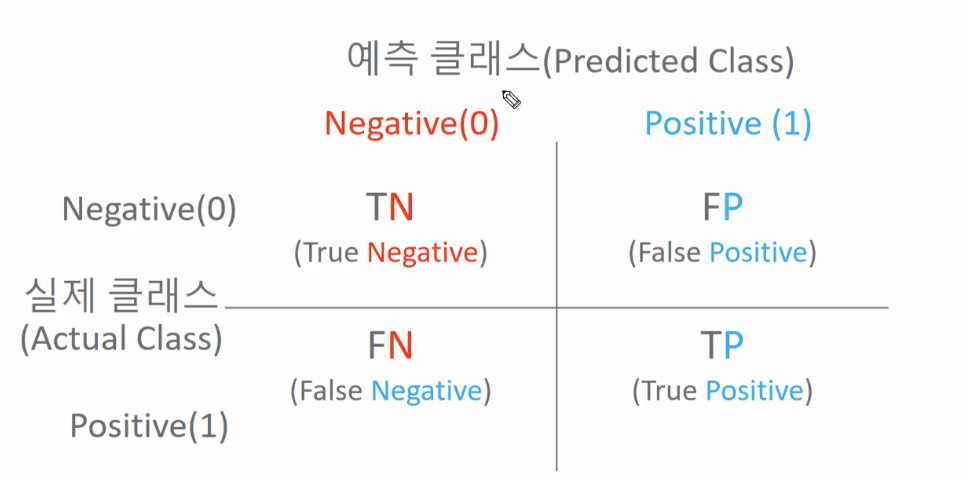 예측 클래스(Predicted Class)
Negative(0) Positive (1)
Negative(0) TN FP
(True Negative) (False Positive)
실제 클래스
(Actual Class)
FN TP
(False Negative) (True Positive)
Positive(1)